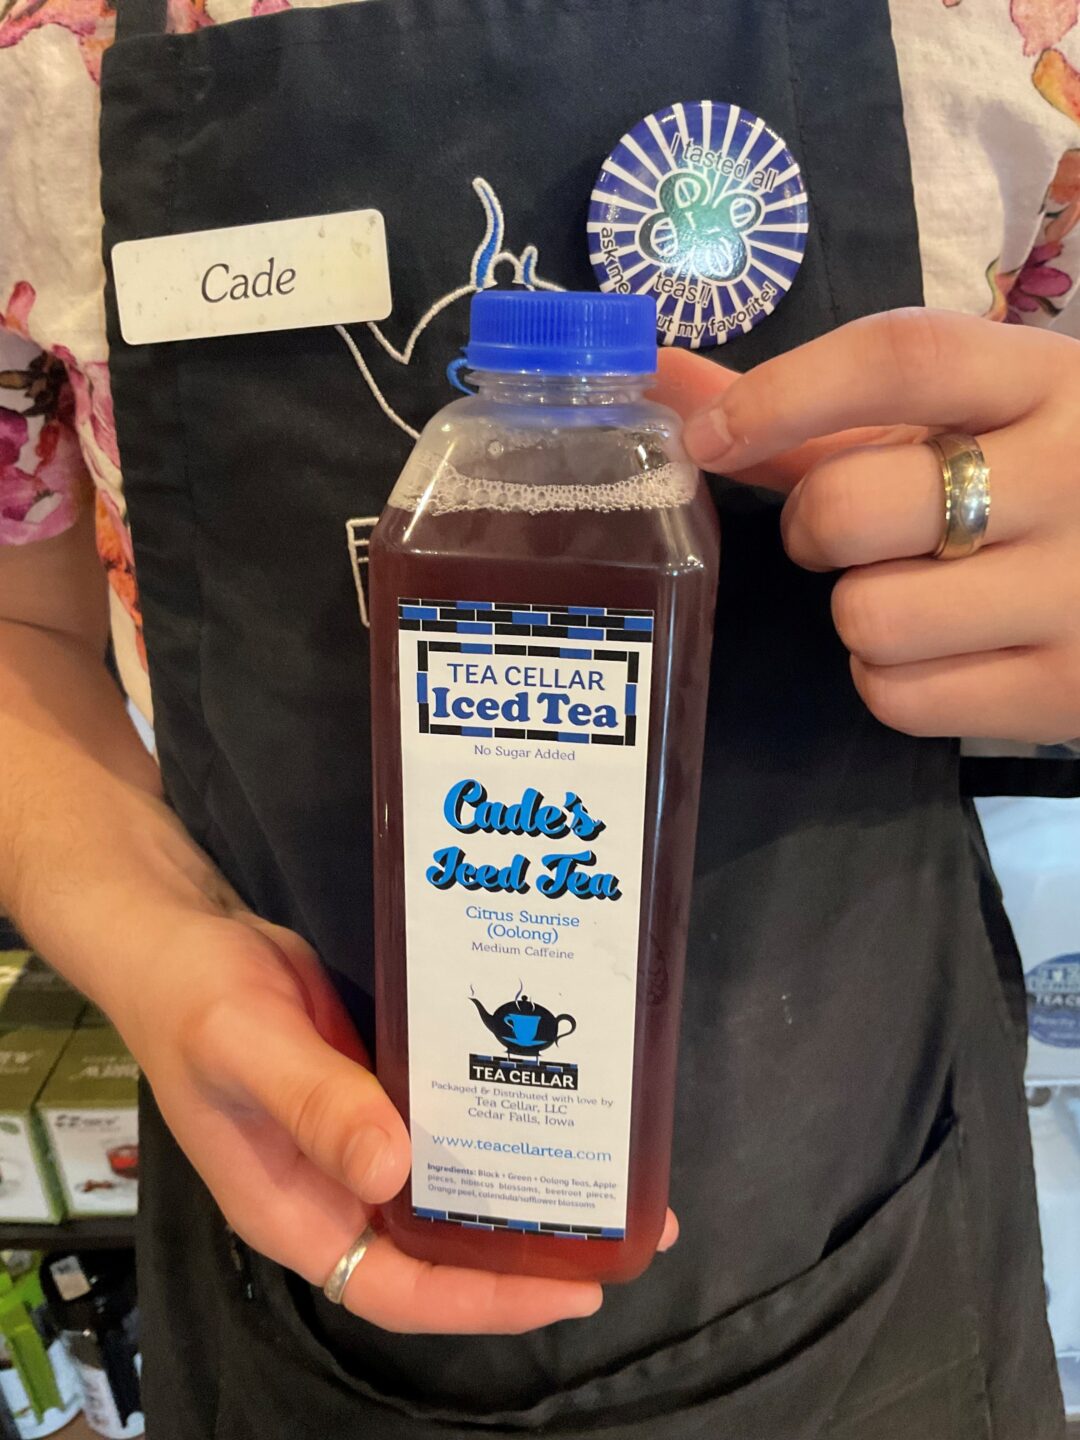 Cade
I tasted all
teas!!
ask me
ut my favorite!
TEA CELLAR
Iced Tea
No Sugar Added
Cade's
Iced Tea
Citrus Sunrise
(Oolong)
Medium Caffeine
TEA CELLAR
Packaged & Distributed with love by
Tea Cellar, LLC
Cedar Falls, Iowa
www.teacellartea.com
Ingredients: Black + Green + Oolong Teas, Apple
pieces, hibiscus blossoms, beetroot pieces,
Orange peel, calendula/safflower blossoms